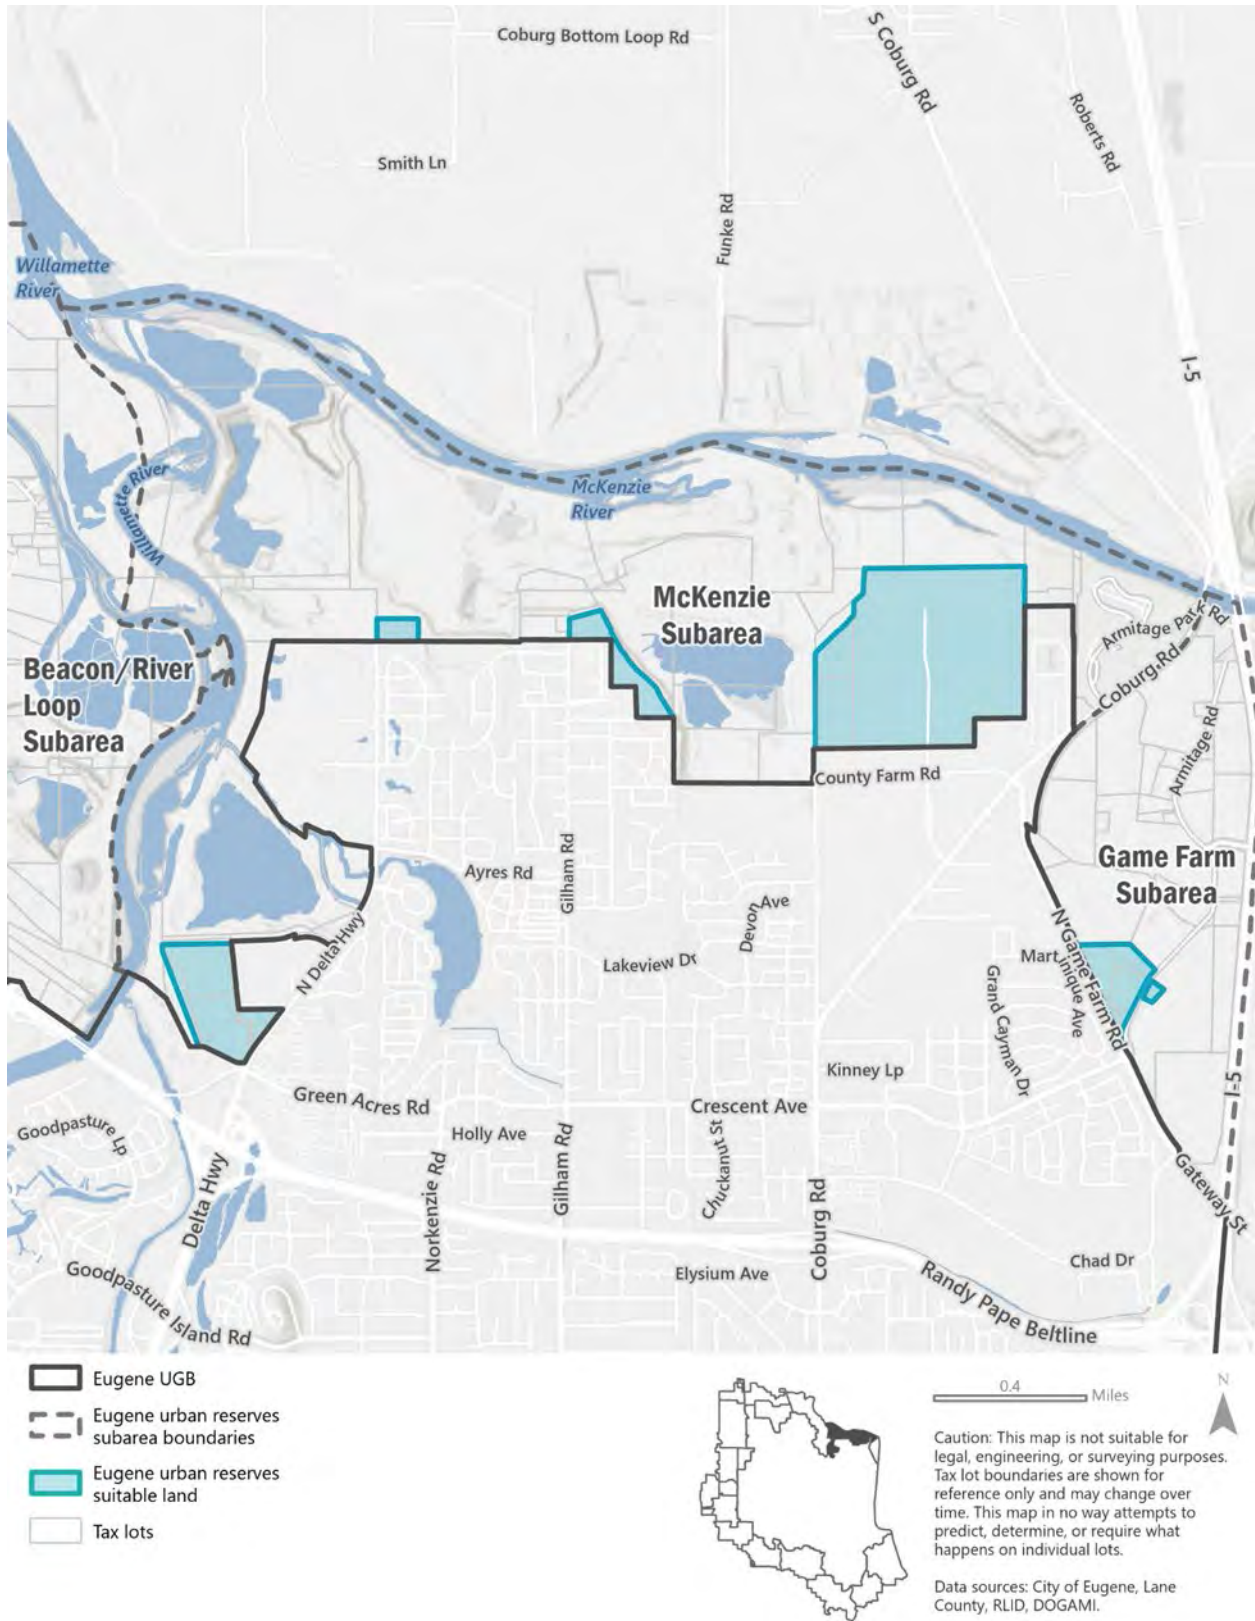 Coburg Bottom Loop Rd
S Coburg Rd
Roberts Rd
Smith Ln
Funke Rd
Willamette
River
I-5
Willamette River
McKenzie
River
McKenzie
Subarea
Armitage Park Rd
Coburg Rd
Beacon/River
Loop
Subarea
Armitage Rd
County Farm Rd
Ayres Rd
Gilham Rd
Game Farm
Subarea
Devon Ave
N Delta Hwy
Lakeview Dr
N Game Farm Rd
Martinique Ave
Grand Cayman Dr
Kinney Lp
I-5
Green Acres Rd
Crescent Ave
Goodpasture Lp
Holly Ave
Gilham Rd
Chuckanut St
Gateway St
Delta Hwy
Norkenzie Rd
Coburg Rd
Chad Dr
Elysium Ave
Goodpasture Island Rd
Randy Pape Beltline
Eugene UGB
Eugene urban reserves
subarea boundaries
Eugene urban reserves
suitable land
Tax lots
0.4
Miles
N
Caution: This map is not suitable for
legal, engineering, or surveying purposes.
Tax lot boundaries are shown for
reference only and may change over
time. This map in no way attempts to
predict, determine, or require what
happens on individual lots.
Data sources: City of Eugene, Lane
County, RLID, DOGAMI.